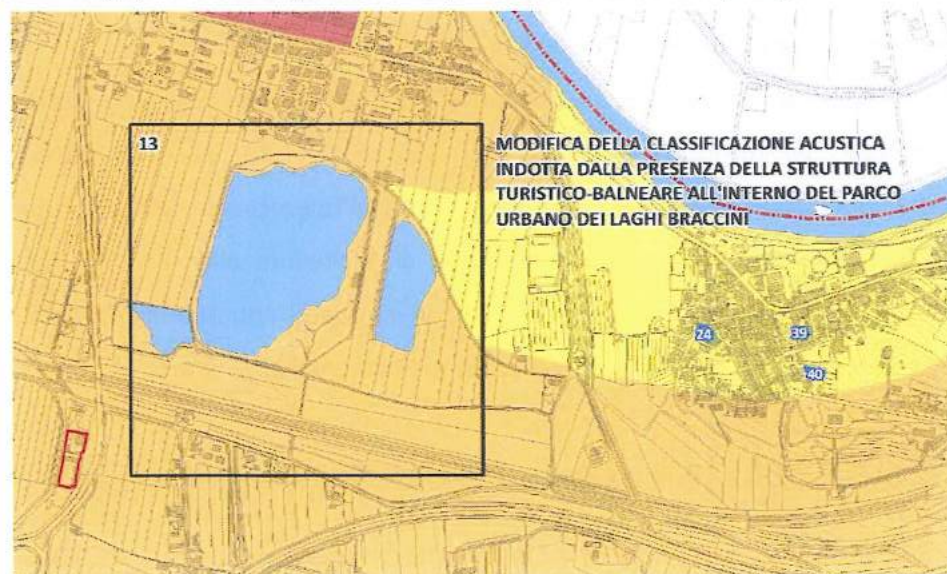 13
MODIFICA DELLA CLASSIFICAZIONE ACUSTICA
INDOTTA DALLA PRESENZA DELLA STRUTTURA
TURISTICO-BALNEARE ALL'INTERNO DEL PARCO
URBANO DEI LAGHI BRACCINI
24
39
40